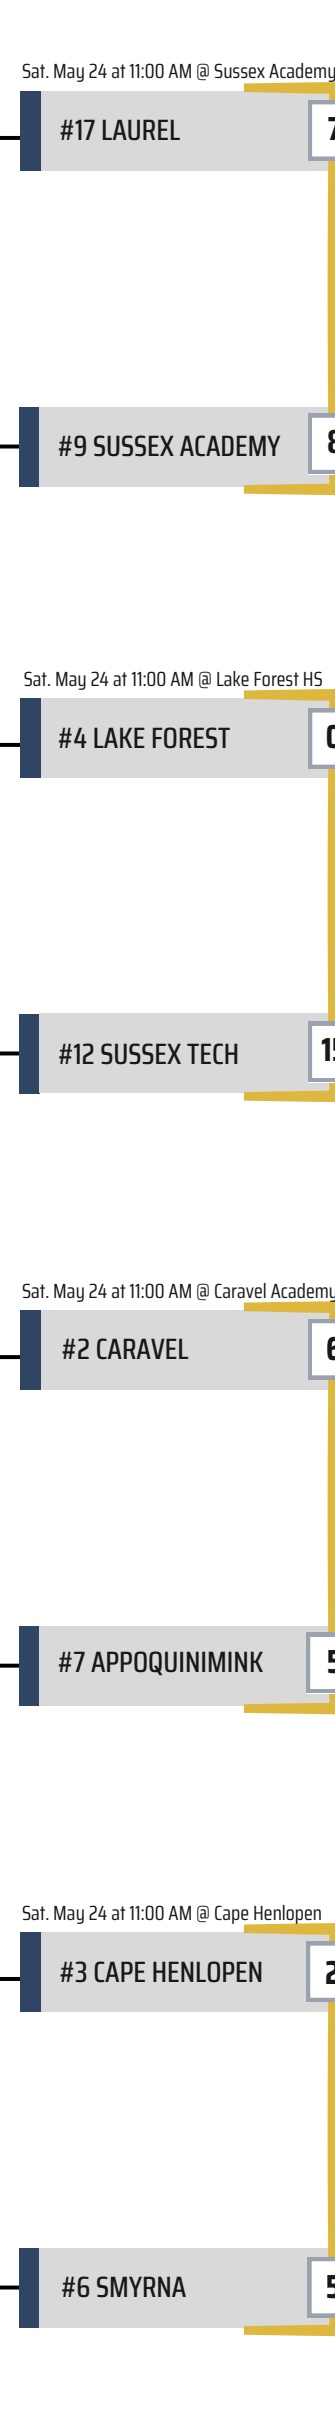 Sat. May 24 at 11:00 AM @ Sussex Academy
#17 LAUREL
7
#9 SUSSEX ACADEMY
8
Sat. May 24 at 11:00 AM @ Lake Forest HS
#4 LAKE FOREST
#12 SUSSEX TECH
Sat. May 24 at 11:00 AM @ Caravel Academy
#2 CARAVEL
6
#7 APPOQUINIMINK
5
Sat. May 24 at 11:00 AM @ Cape Henlopen
#3 CAPE HENLOPEN
2
#6 SMYRNA
5